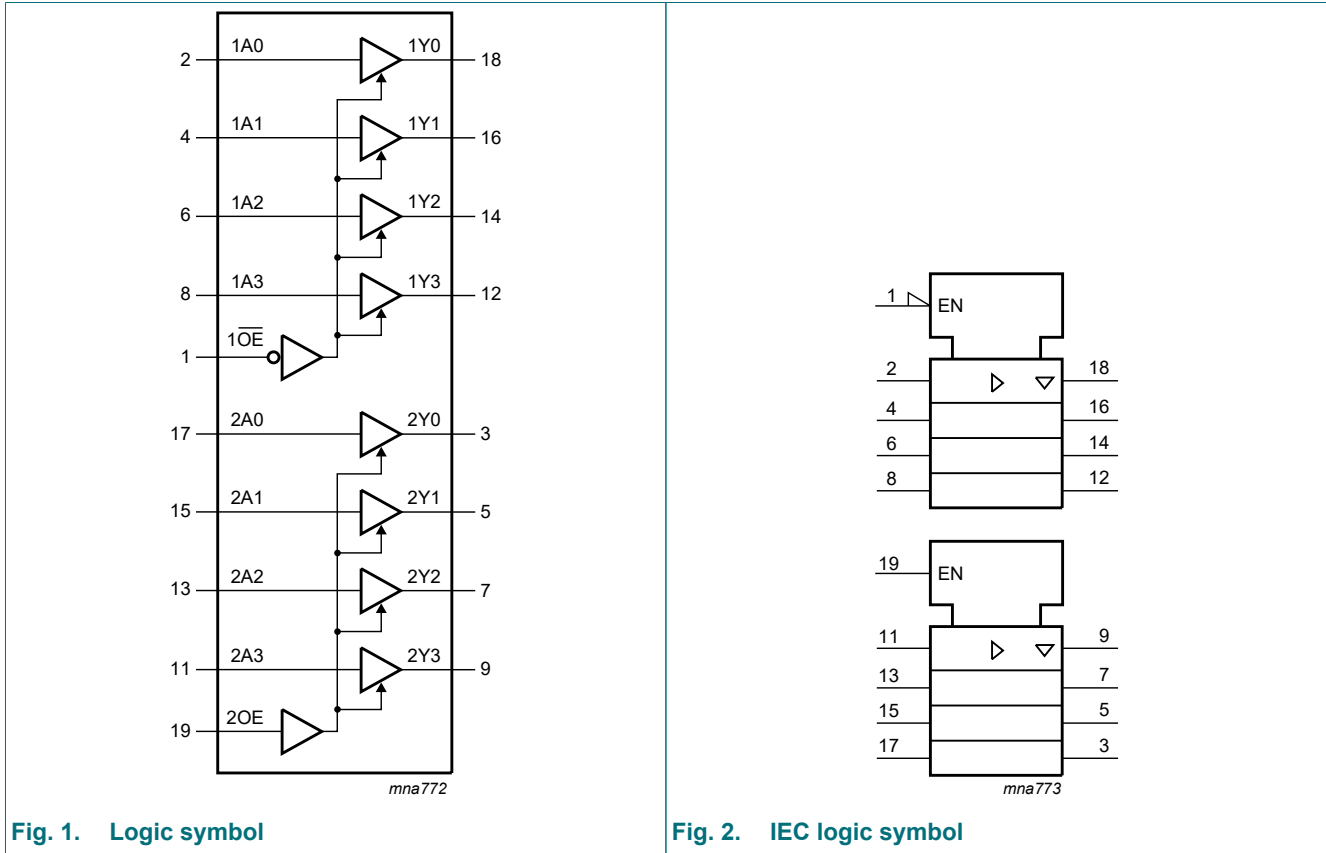 2 1A0 1Y0 18
4 1A1 1Y1 16
6 1A2 1Y2 14
8 1A3 1Y3 12
1 1O̅E̅
17 2A0 2Y0 3
15 2A1 2Y1 5
13 2A2 2Y2 7
11 2A3 2Y3 9
19 2OE
mna772
Fig. 1. Logic symbol
1 EN
2 18
4 16
6 14
8 12
19 EN
11 9
13 7
15 5
17 3
mna773
Fig. 2. IEC logic symbol